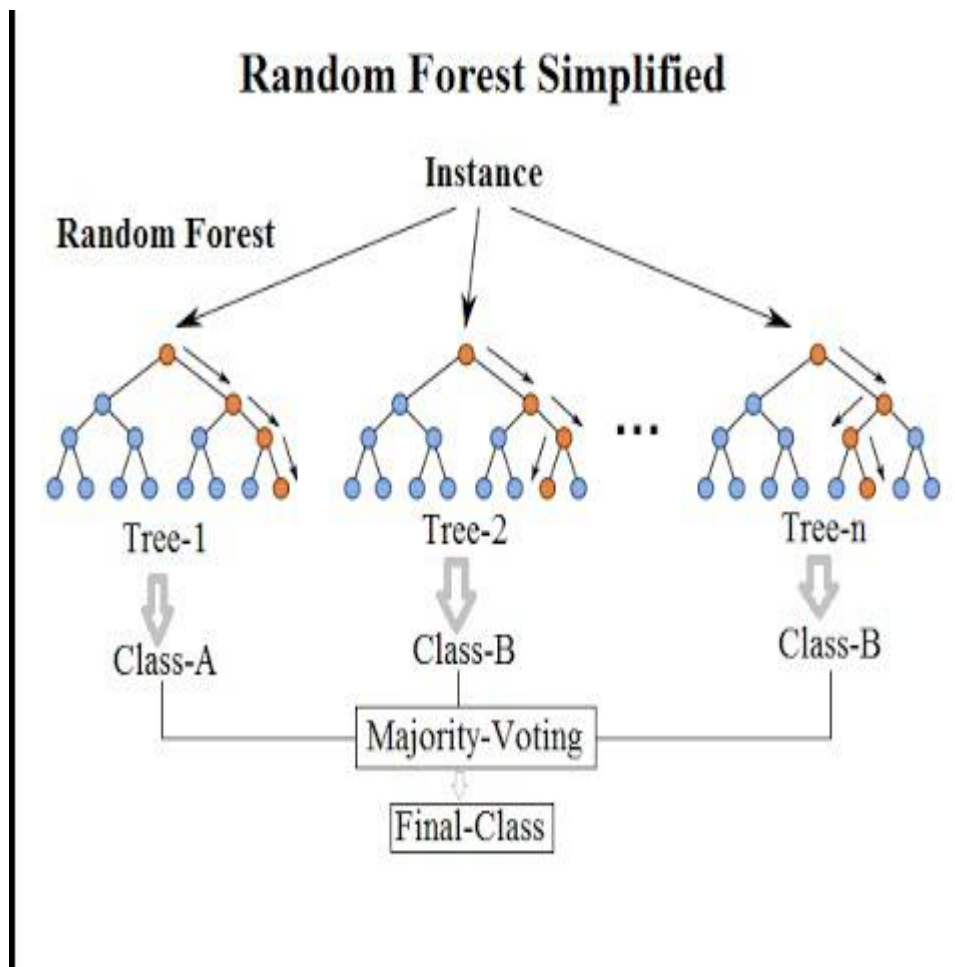 Random Forest Simplified
Instance
Random Forest
...
Tree-1
Tree-2
Tree-n
Class-A
Class-B
Class-B
Majority-Voting
Final-Class